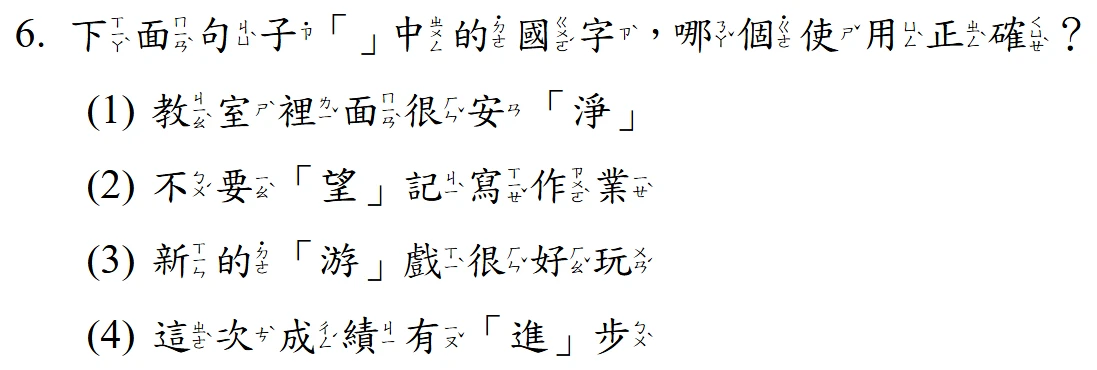 6. 下面句子「 」中的國字，哪個使用正確？
(1) 教室裡面很安「淨」
(2) 不要「望」記寫作業
(3) 新的「游」戲很好玩
(4) 這次成績有「進」步